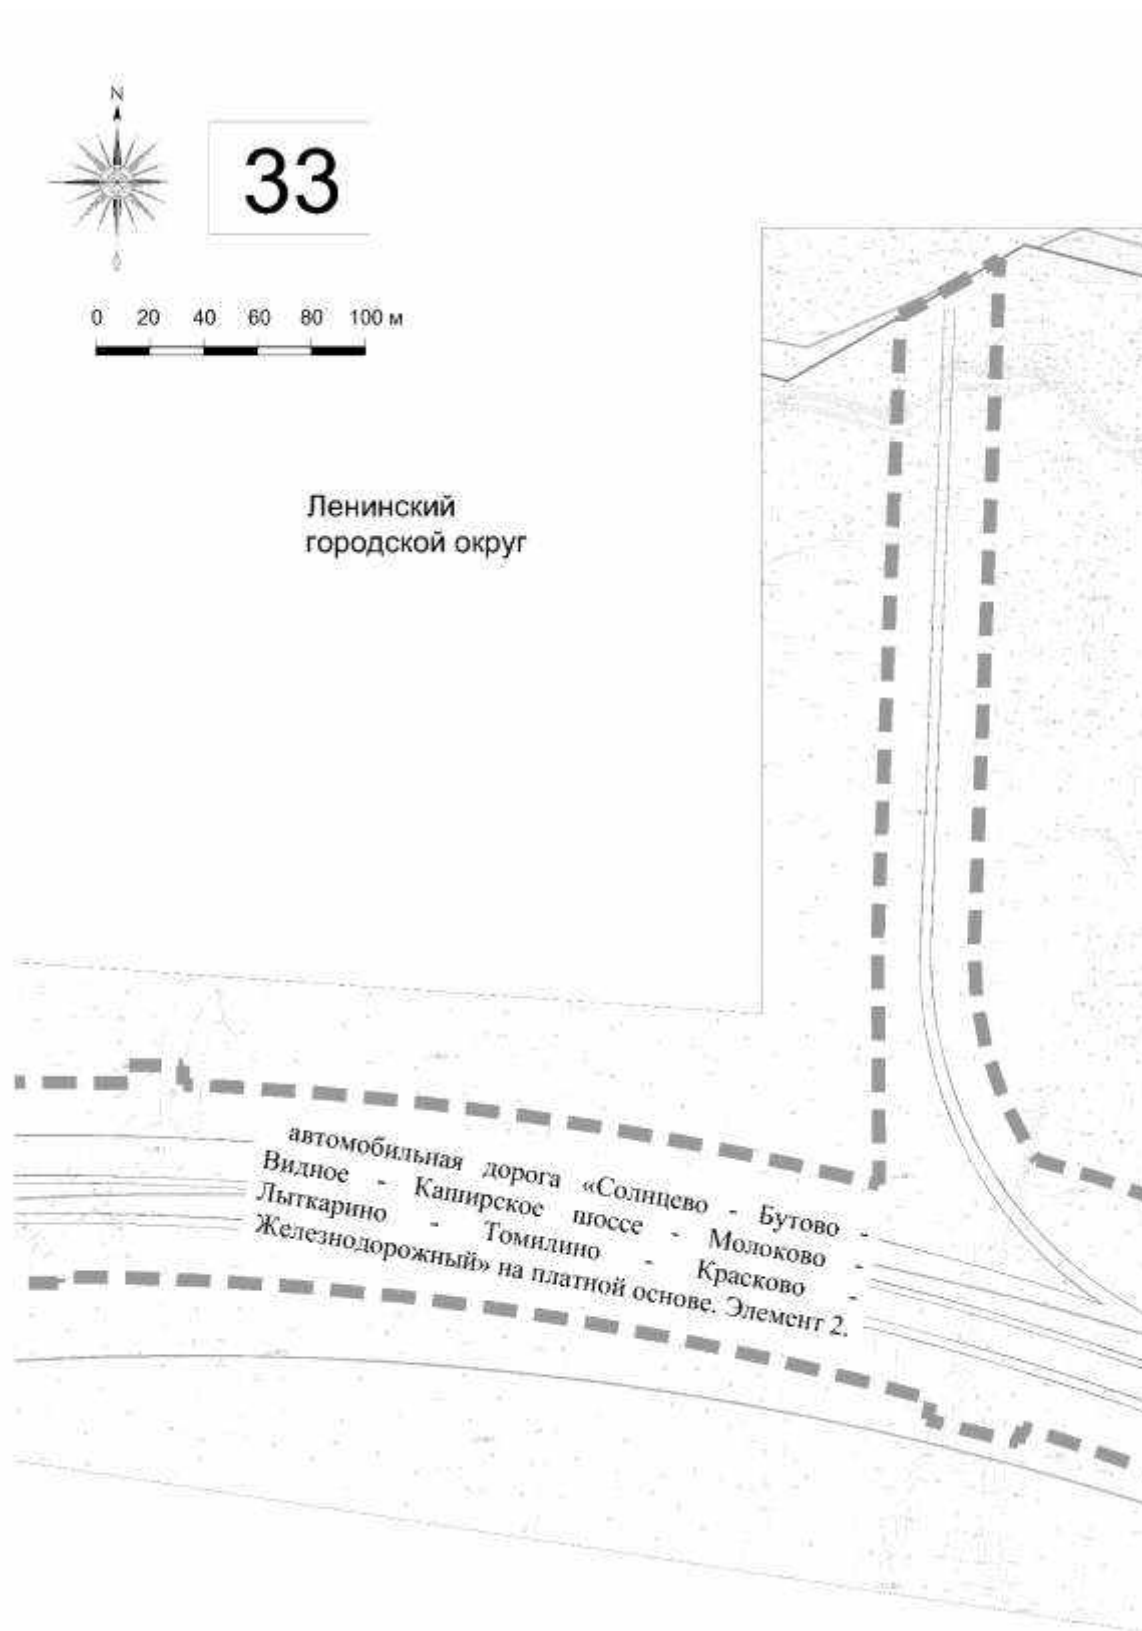 N
33
0 20 40 60 80 100 м
Ленинский
городской округ
автомобильная дорога «Солнцево - Бутово -
Видное - Каширское шоссе - Молоково -
Лыткарино - Томилино - Красково -
Железнодорожный» на платной основе. Элемент 2.